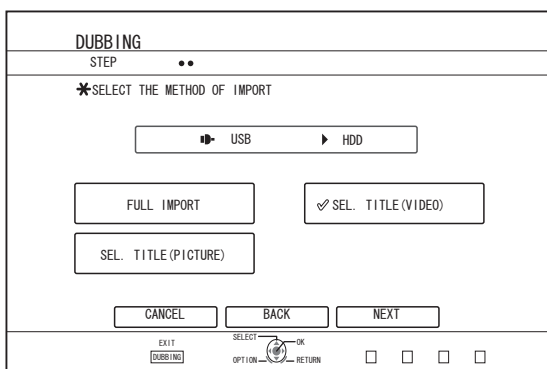 DUBBING
STEP
✱SELECT THE METHOD OF IMPORT
USB ▶ HDD
FULL IMPORT
✓SEL. TITLE(VIDEO)
SEL. TITLE(PICTURE)
CANCEL
BACK
NEXT
EXIT
DUBBING
SELECT
OK
OPTION
RETURN